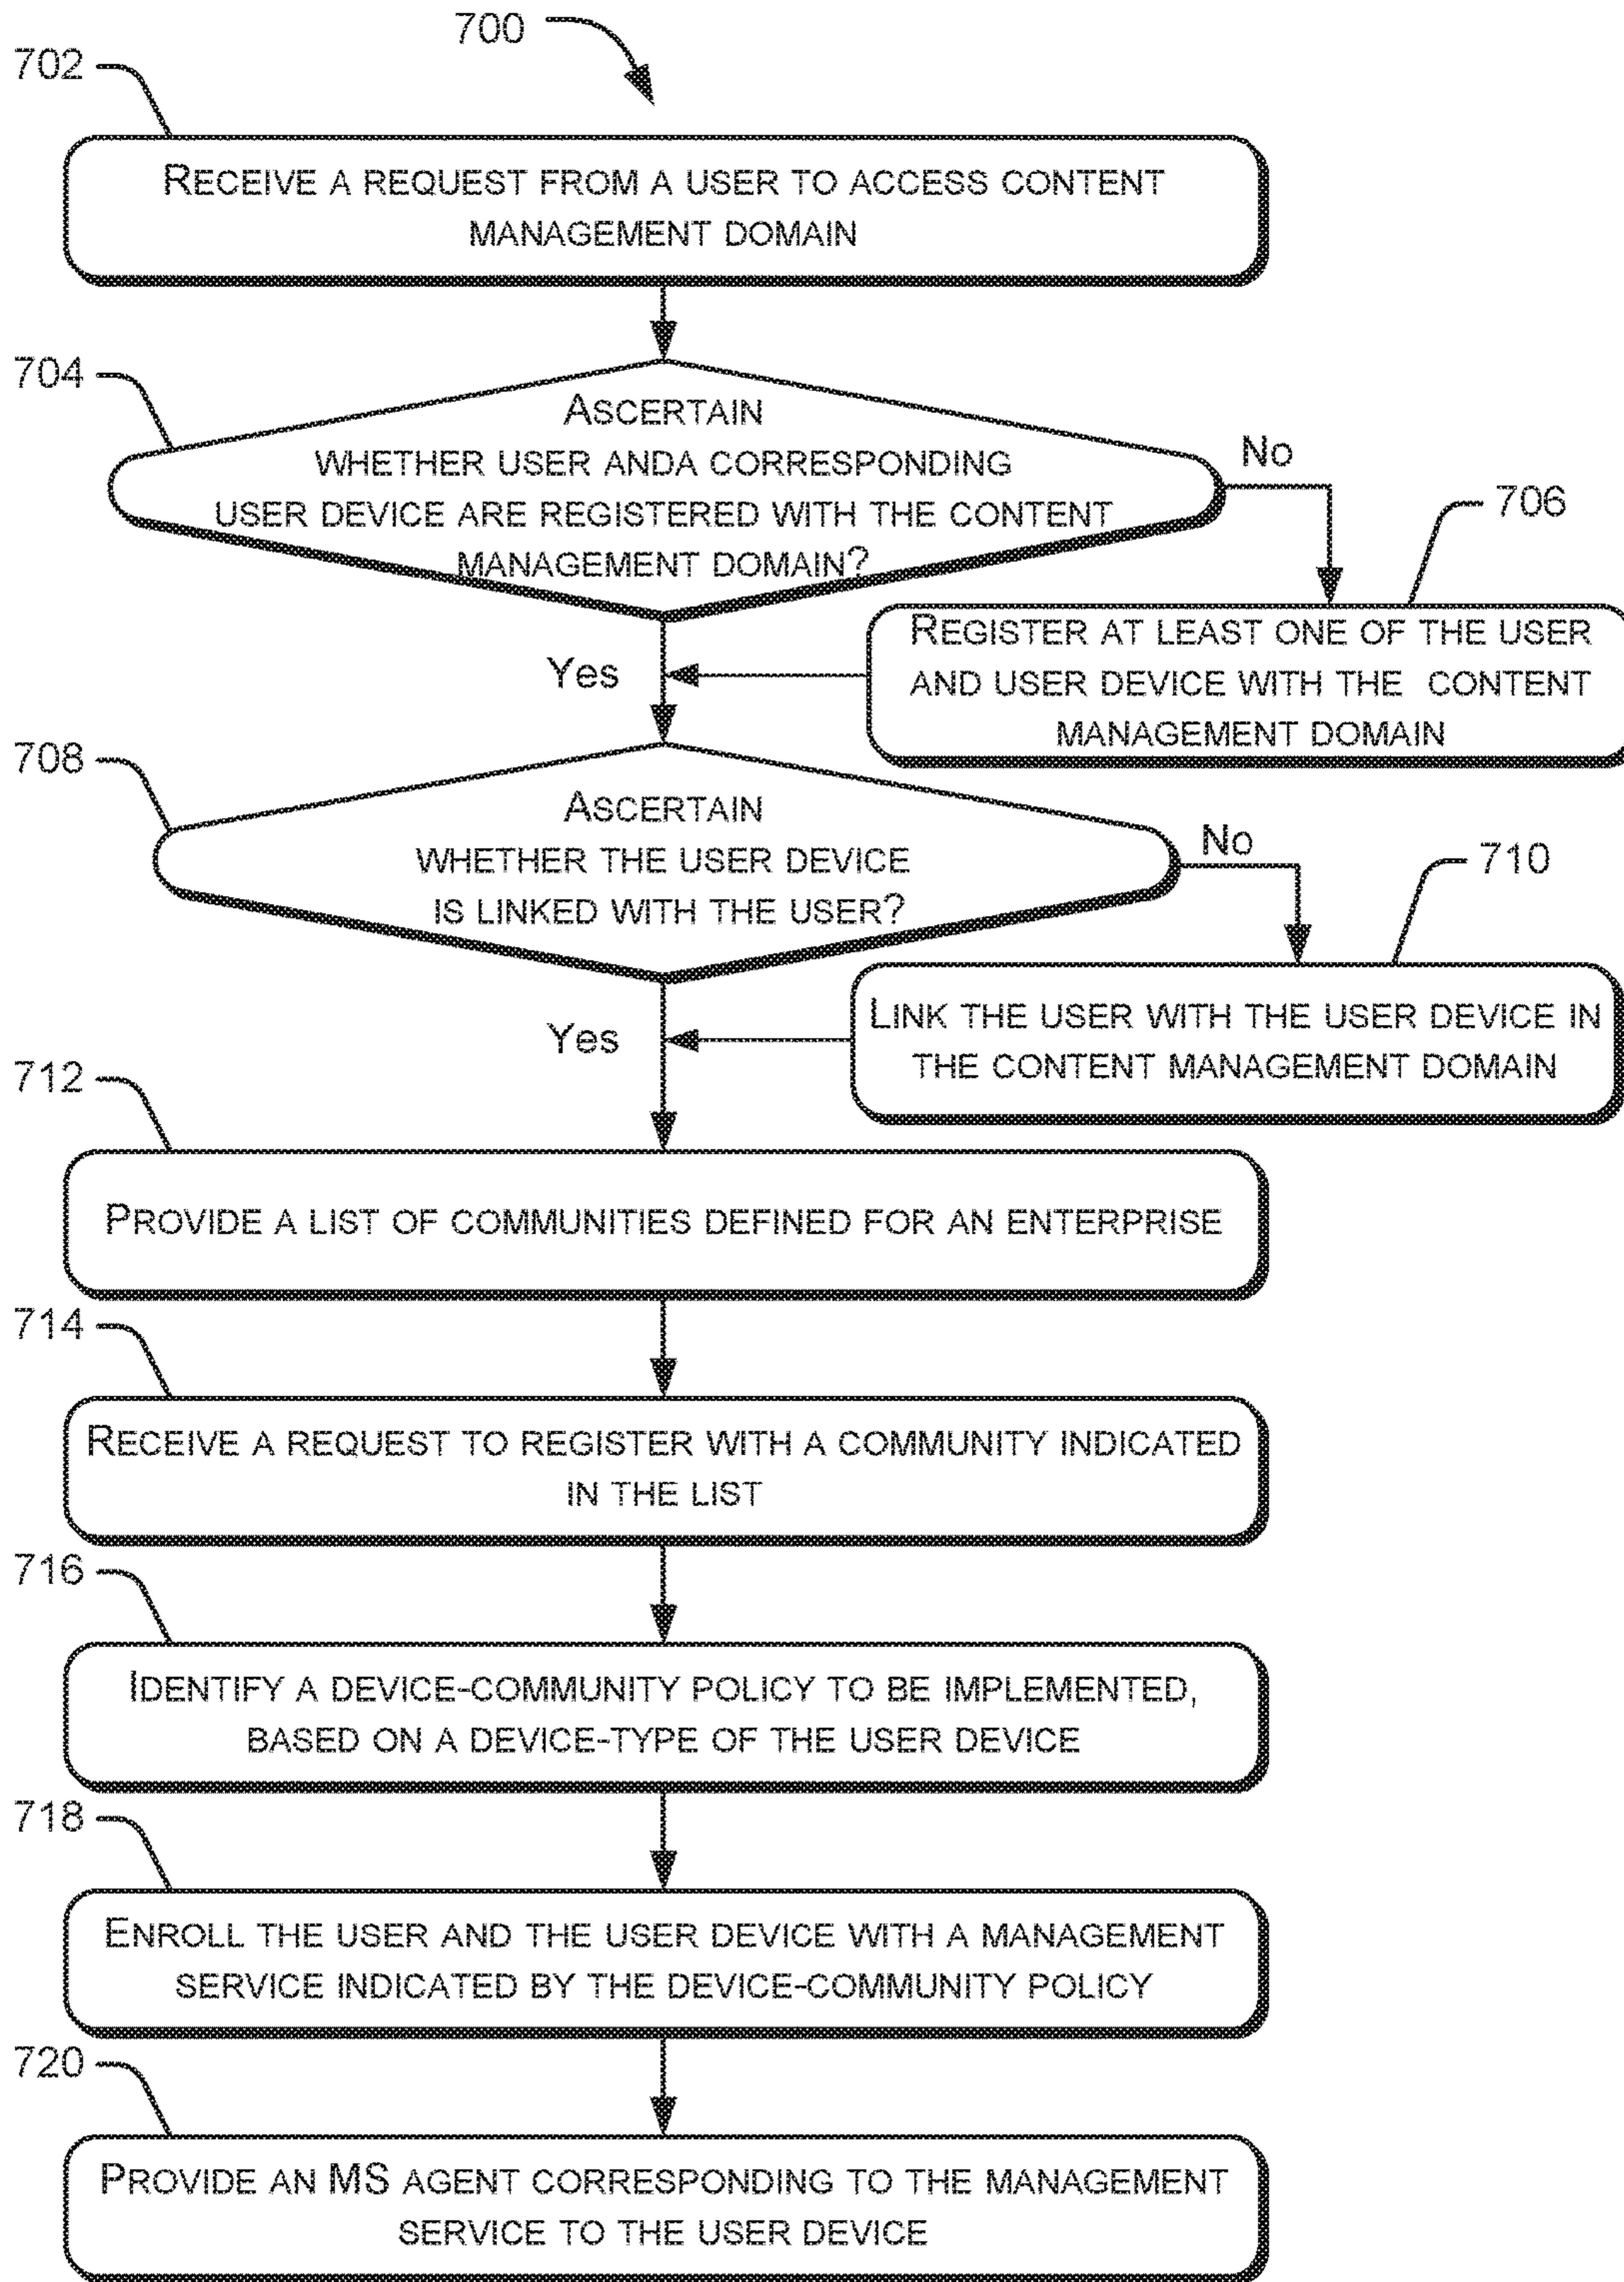 700
702
RECEIVE A REQUEST FROM A USER TO ACCESS CONTENT
MANAGEMENT DOMAIN
704
ASCERTAIN
WHETHER USER ANDA CORRESPONDING
USER DEVICE ARE REGISTERED WITH THE CONTENT
MANAGEMENT DOMAIN?
No
706
REGISTER AT LEAST ONE OF THE USER
AND USER DEVICE WITH THE CONTENT
MANAGEMENT DOMAIN
Yes
708
ASCERTAIN
WHETHER THE USER DEVICE
IS LINKED WITH THE USER?
No
710
LINK THE USER WITH THE USER DEVICE IN
THE CONTENT MANAGEMENT DOMAIN
Yes
712
PROVIDE A LIST OF COMMUNITIES DEFINED FOR AN ENTERPRISE
714
RECEIVE A REQUEST TO REGISTER WITH A COMMUNITY INDICATED
IN THE LIST
716
IDENTIFY A DEVICE-COMMUNITY POLICY TO BE IMPLEMENTED,
BASED ON A DEVICE-TYPE OF THE USER DEVICE
718
ENROLL THE USER AND THE USER DEVICE WITH A MANAGEMENT
SERVICE INDICATED BY THE DEVICE-COMMUNITY POLICY
720
PROVIDE AN MS AGENT CORRESPONDING TO THE MANAGEMENT
SERVICE TO THE USER DEVICE